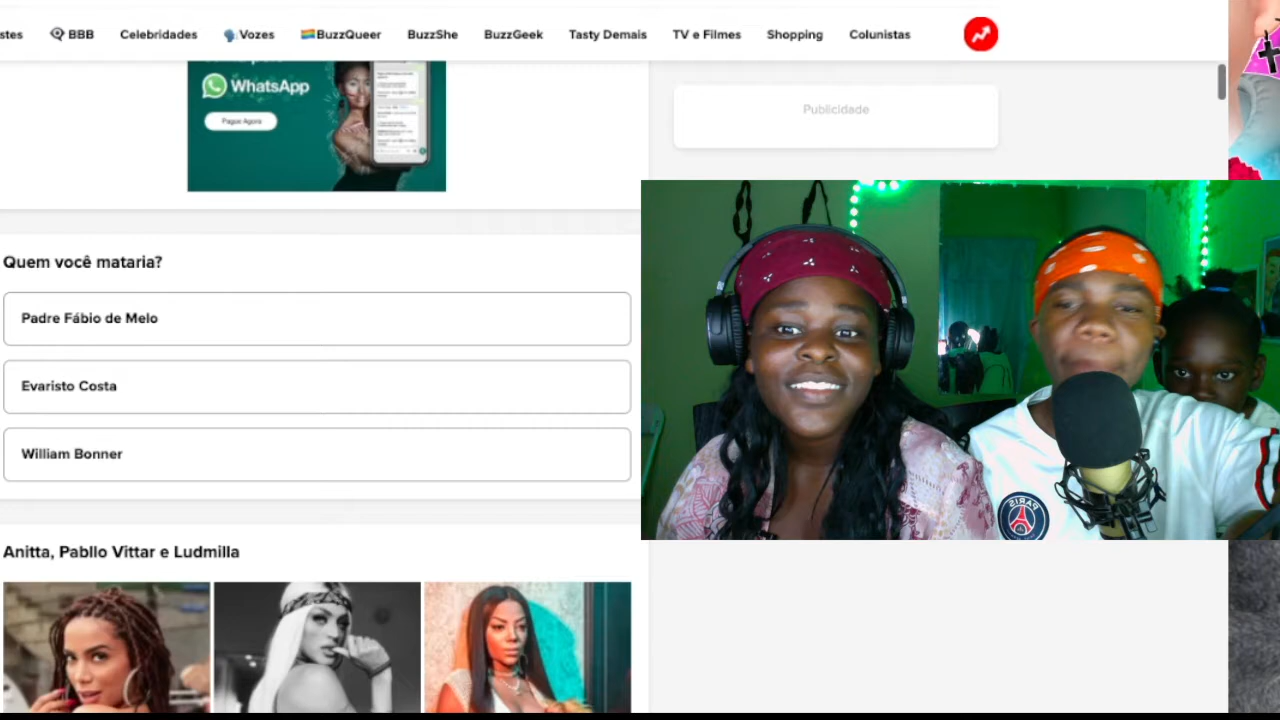 stes BBB Celebridades Vozes BuzzQueer BuzzShe BuzzGeek Tasty Demais TV e Filmes Shopping Colunistas
WhatsApp
Pague Agora
Publicidade
Quem você mataria?
Padre Fábio de Melo
Evaristo Costa
William Bonner
Anitta, Pabllo Vittar e Ludmilla
PARIS